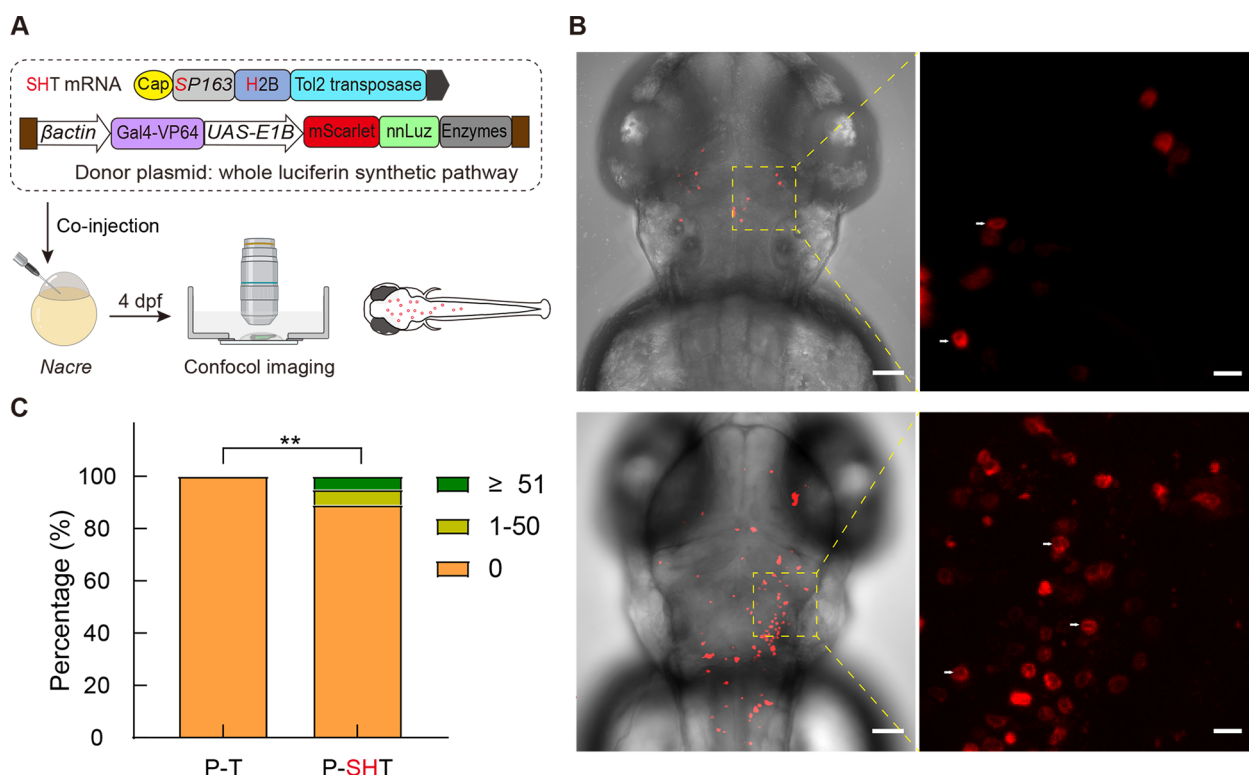 A
SHT mRNA Cap SP163 H2B Tol2 transposase
βactin Gal4-VP64 UAS-E1B mScarlet nnLuz Enzymes
Donor plasmid: whole luciferin synthetic pathway
Co-injection
4 dpf
Nacre
Confocol imaging
B
C
**
Percentage (%)
100
80
60
40
20
0
P-T
P-SHT
≥ 51
1-50
0